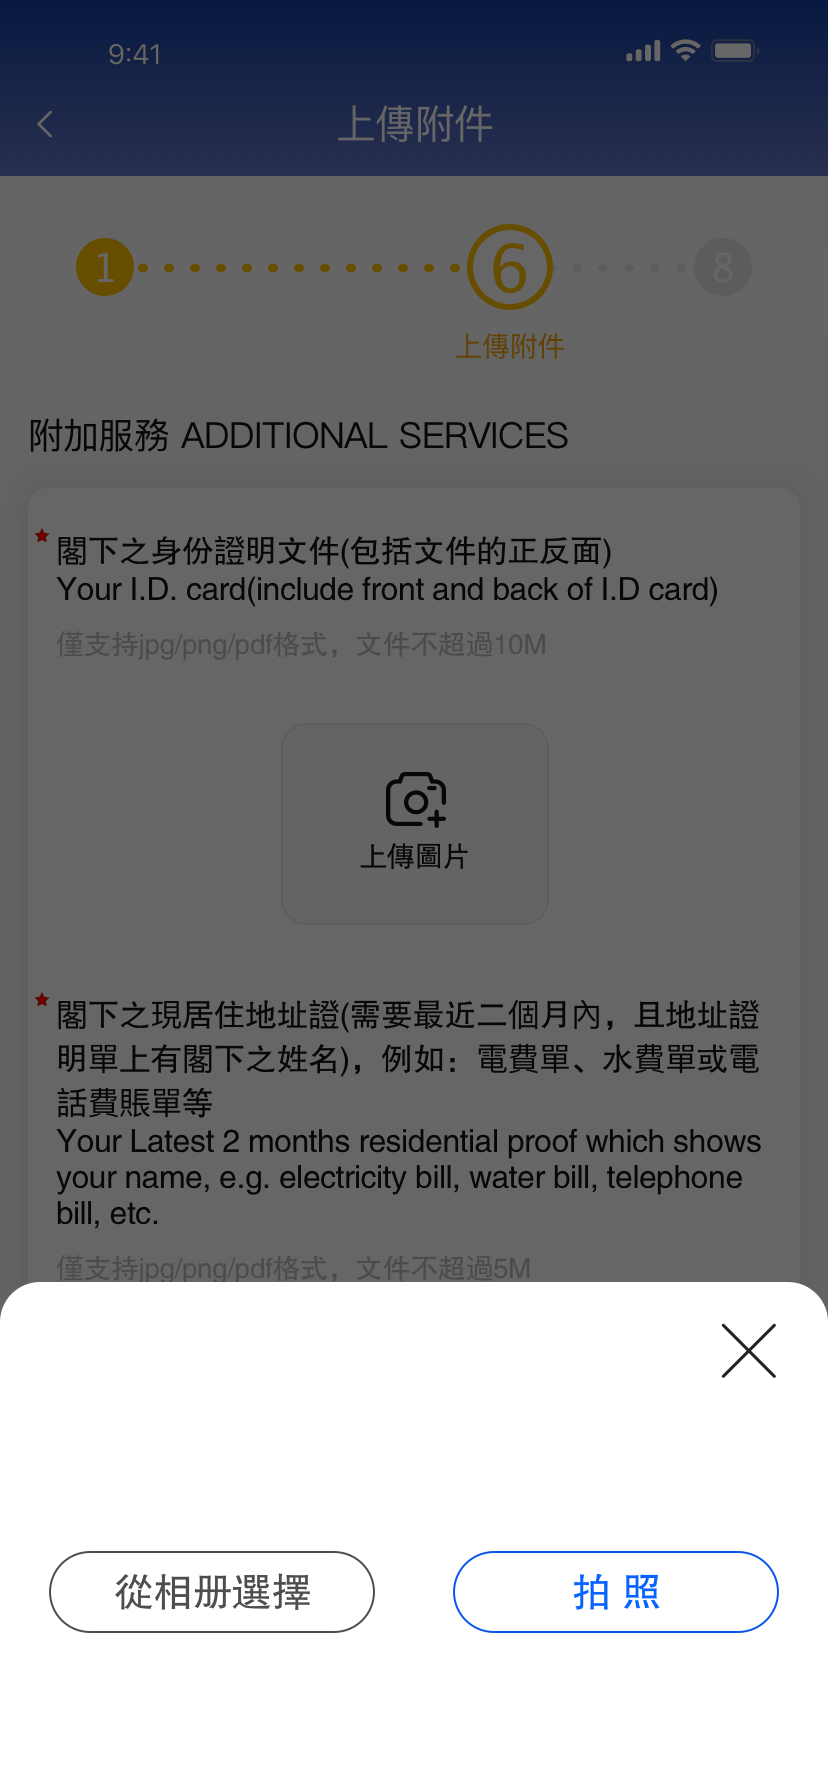 9:41
上傳附件
1
6
8
上傳附件
附加服務 ADDITIONAL SERVICES
閣下之身份證明文件(包括文件的正反面)
Your I.D. card(include front and back of I.D card)
僅支持jpg/png/pdf格式，文件不超過10M
上傳圖片
閣下之現居住地址證(需要最近二個月內，且地址證
明單上有閣下之姓名)，例如：電費單、水費單或電
話費賬單等
Your Latest 2 months residential proof which shows
your name, e.g. electricity bill, water bill, telephone
bill, etc.
僅支持jpg/png/pdf格式，文件不超過5M
從相册選擇
拍 照